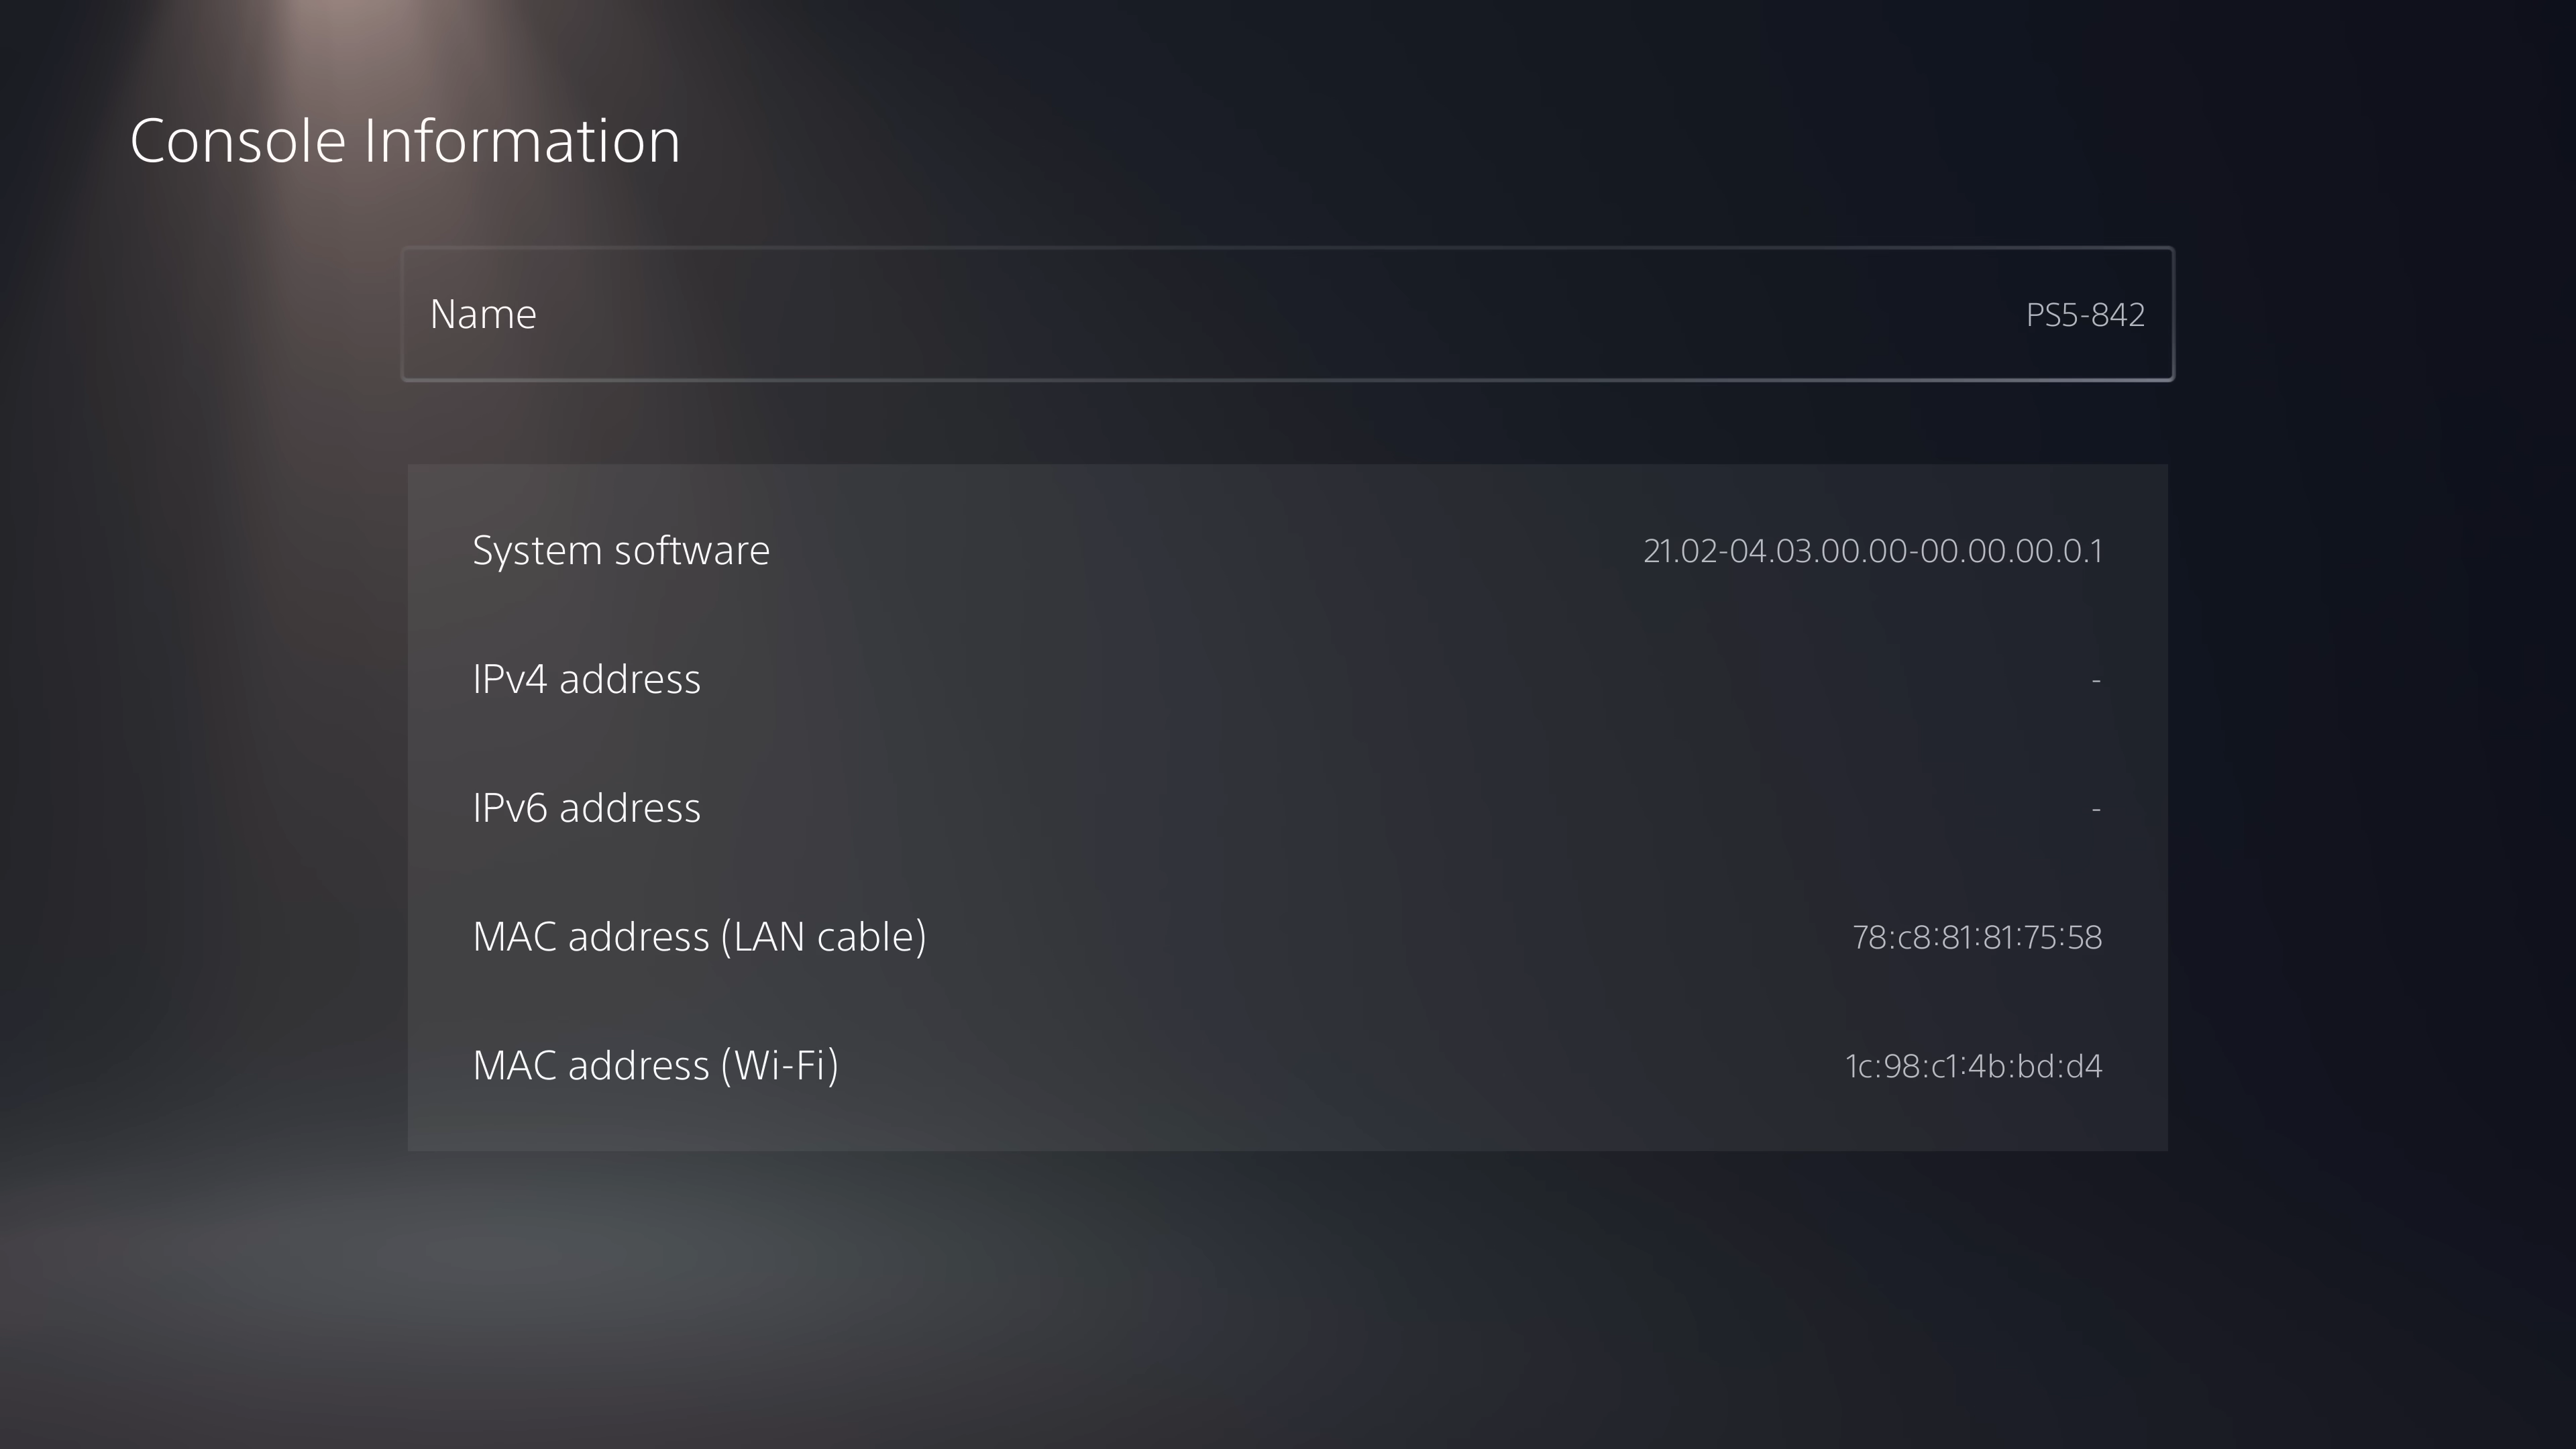 Console Information
Name PS5-842
System software 21.02-04.03.00.00-00.00.00.0.1
IPv4 address -
IPv6 address -
MAC address (LAN cable) 78:c8:81:81:75:58
MAC address (Wi-Fi) 1c:98:c1:4b:bd:d4